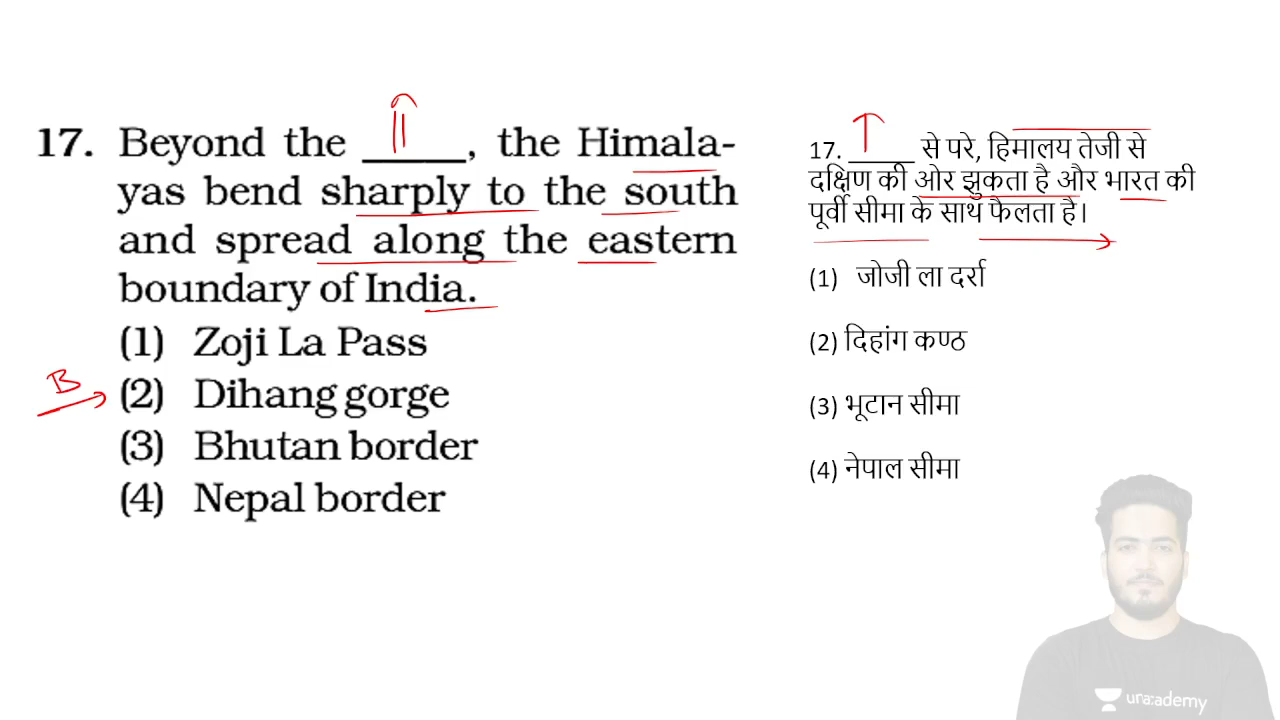 17. Beyond the _____, the Himala-
yas bend sharply to the south
and spread along the eastern
boundary of India.
(1) Zoji La Pass
(2) Dihang gorge
(3) Bhutan border
(4) Nepal border
B
17. _____ से परे, हिमालय तेजी से
दक्षिण की ओर झुकता है और भारत की
पूर्वी सीमा के साथ फैलता है।
(1) जोजी ला दर्रा
(2) दिहांग कण्ठ
(3) भूटान सीमा
(4) नेपाल सीमा
unacademy